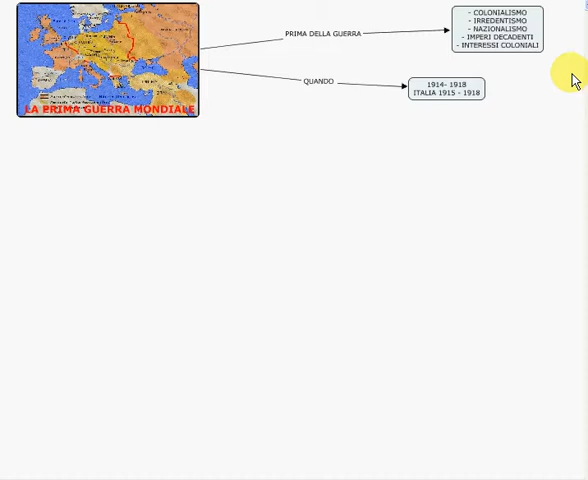 PRIMA DELLA GUERRA
- COLONIALISMO
- IRREDENTISMO
- NAZIONALISMO
- IMPERI DECADENTI
- INTERESSI COLONIALI
QUANDO
1914- 1918
ITALIA 1915 - 1918
LA PRIMA GUERRA MONDIALE